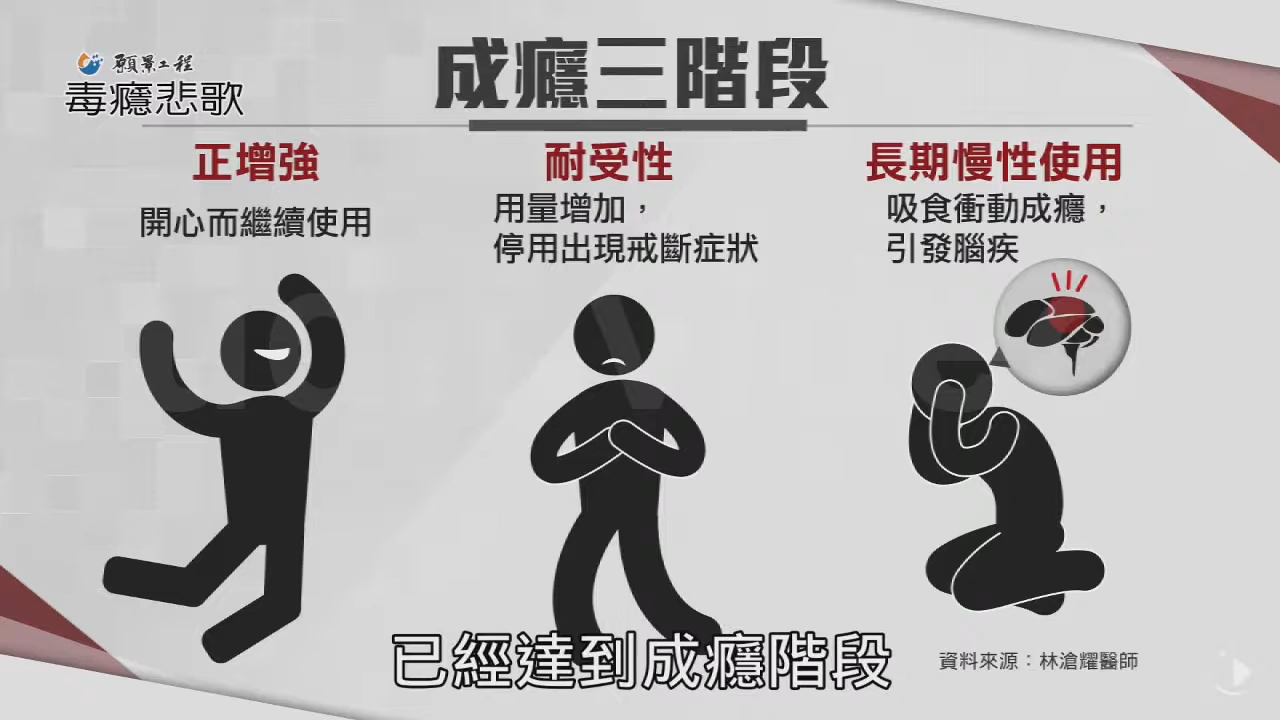 願景工程
毒癮悲歌
成癮三階段
正增強
開心而繼續使用
耐受性
用量增加，
停用出現戒斷症狀
長期慢性使用
吸食衝動成癮，
引發腦疾
已經達到成癮階段
資料來源：林滄耀醫師